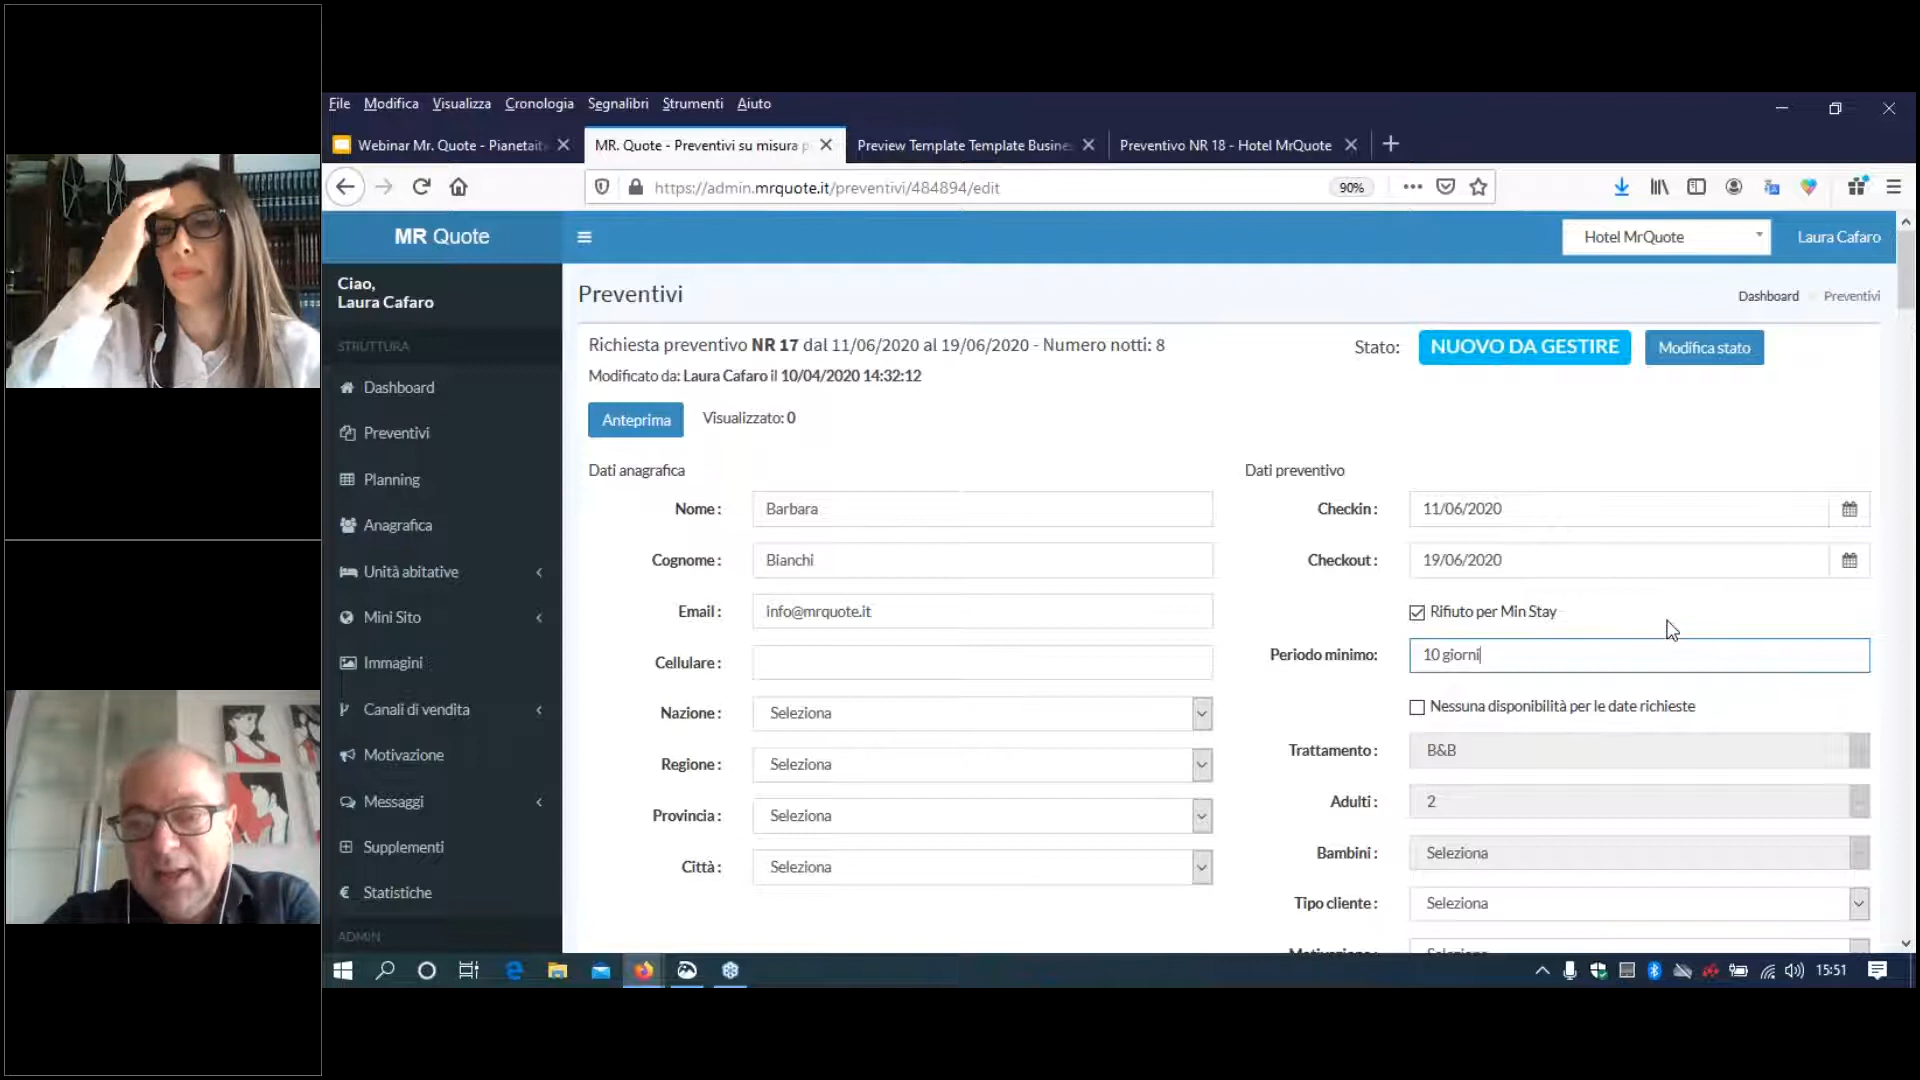 File Modifica Visualizza Cronologia Segnalibri Strumenti Aiuto
Webinar Mr. Quote - Pianetait
MR. Quote - Preventivi su misura p
Preview Template Template Busine
Preventivo NR 18 - Hotel MrQuote
https://admin.mrquote.it/preventivi/484894/edit
90%
MR Quote
Hotel MrQuote
Laura Cafaro
Ciao,
Laura Cafaro
STRUTTURA
Dashboard
Preventivi
Planning
Anagrafica
Unità abitative
Mini Sito
Immagini
Canali di vendita
Motivazione
Messaggi
Supplementi
Statistiche
ADMIN
Preventivi
Dashboard
Preventivi
Richiesta preventivo NR 17 dal 11/06/2020 al 19/06/2020 - Numero notti: 8
Stato: NUOVO DA GESTIRE Modifica stato
Modificato da: Laura Cafaro il 10/04/2020 14:32:12
Anteprima Visualizzato: 0
Dati anagrafica
Nome : Barbara
Cognome : Bianchi
Email : info@mrquote.it
Cellulare :
Nazione : Seleziona
Regione : Seleziona
Provincia : Seleziona
Città : Seleziona
Dati preventivo
Checkin : 11/06/2020
Checkout : 19/06/2020
Rifiuto per Min Stay
Periodo minimo: 10 giorni
Nessuna disponibilità per le date richieste
Trattamento : B&B
Adulti : 2
Bambini : Seleziona
Tipo cliente : Seleziona
Motivazione : Seleziona
15:51